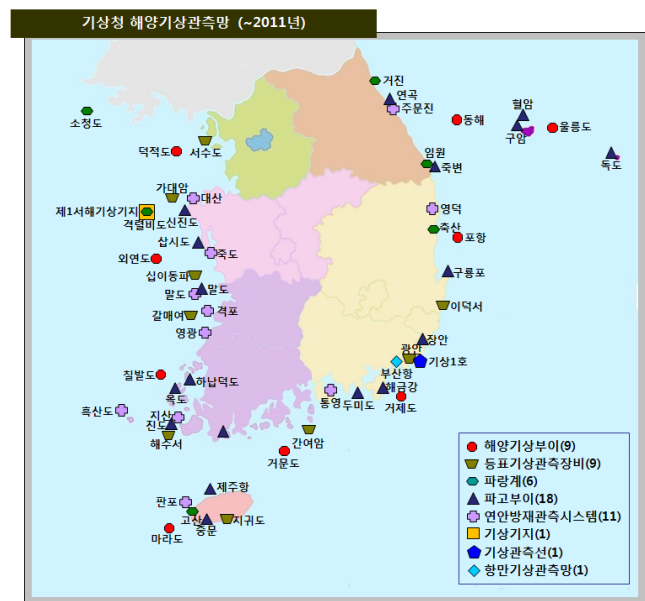 기상청 해양기상관측망 (~2011년)
거진
연곡
주문진
소청도
동해
혈암
구암
울릉도
덕적도
서수도
임원
죽변
독도
가대암
대산
제1서해기상기지
격렬비도
신진도
영덕
축산
포항
삽시도
죽도
외연도
십이동파
구룡포
말도
말도
이덕서
갈매여
격포
영광
장안
광안
기상1호
부산항
칠발도
하납덕도
옥도
해금강
통영
두미도
거제도
흑산도
지산
진도
해수서
간여암
거문도
제주항
판포
고산
중문
지귀도
마라도
해양기상부이(9)
등표기상관측장비(9)
파랑계(6)
파고부이(18)
연안방재관측시스템(11)
기상기지(1)
기상관측선(1)
항만기상관측망(1)